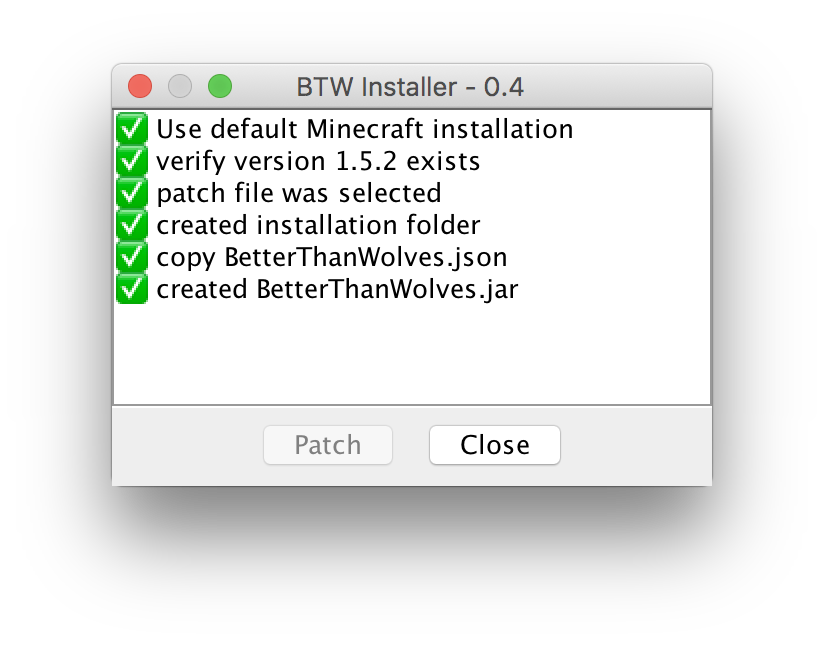 BTW Installer - 0.4
Use default Minecraft installation
verify version 1.5.2 exists
patch file was selected
created installation folder
copy BetterThanWolves.json
created BetterThanWolves.jar
Patch
Close